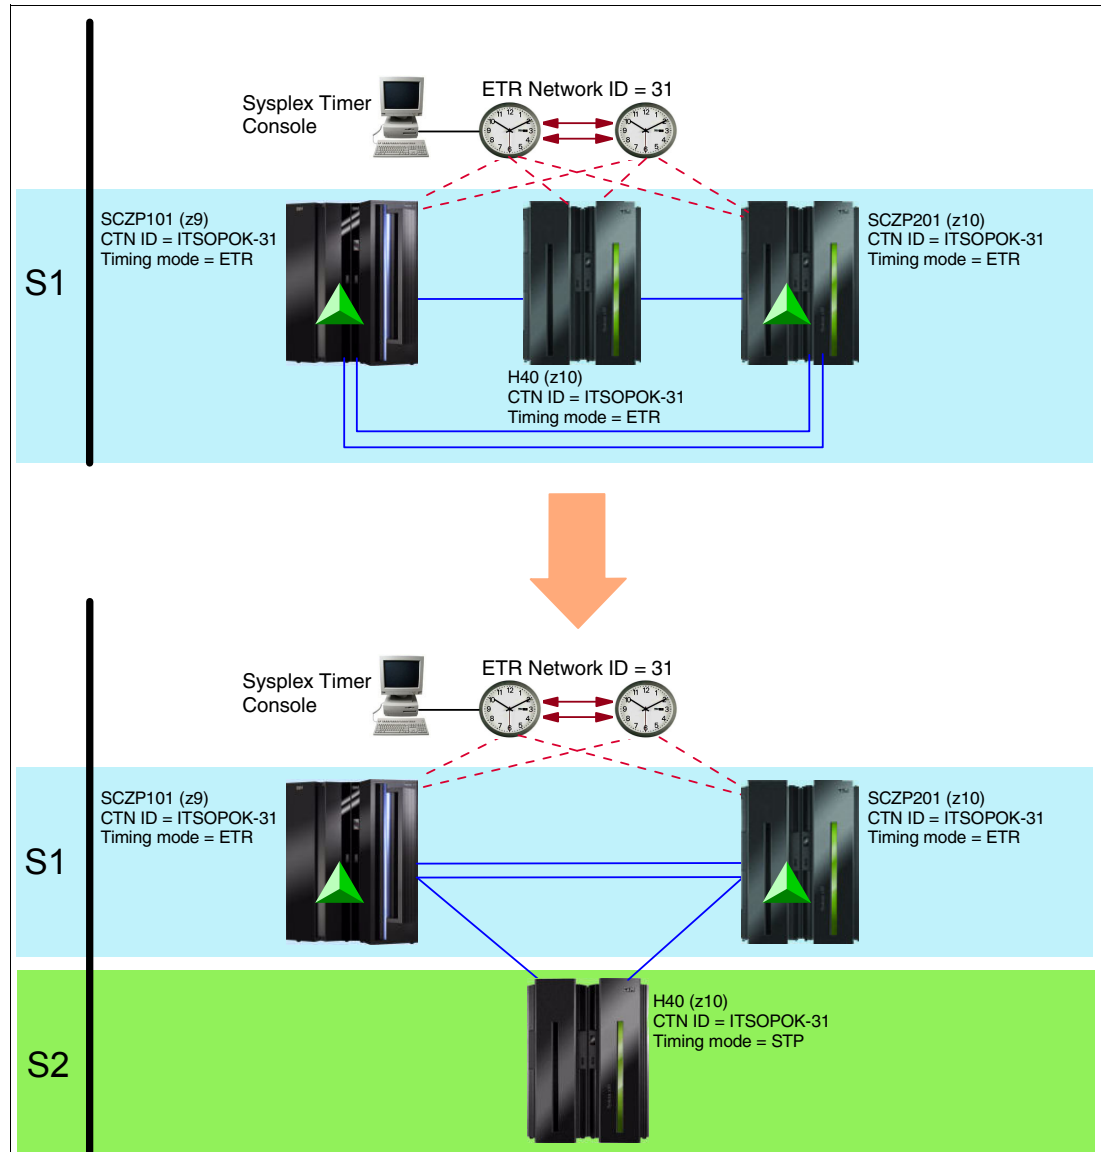 ETR Network ID = 31
Sysplex Timer
Console
SCZP101 (z9)
CTN ID = ITSOPOK-31
Timing mode = ETR
SCZP201 (z10)
CTN ID = ITSOPOK-31
Timing mode = ETR
S1
H40 (z10)
CTN ID = ITSOPOK-31
Timing mode = ETR
ETR Network ID = 31
Sysplex Timer
Console
SCZP101 (z9)
CTN ID = ITSOPOK-31
Timing mode = ETR
SCZP201 (z10)
CTN ID = ITSOPOK-31
Timing mode = ETR
S1
H40 (z10)
CTN ID = ITSOPOK-31
Timing mode = STP
S2